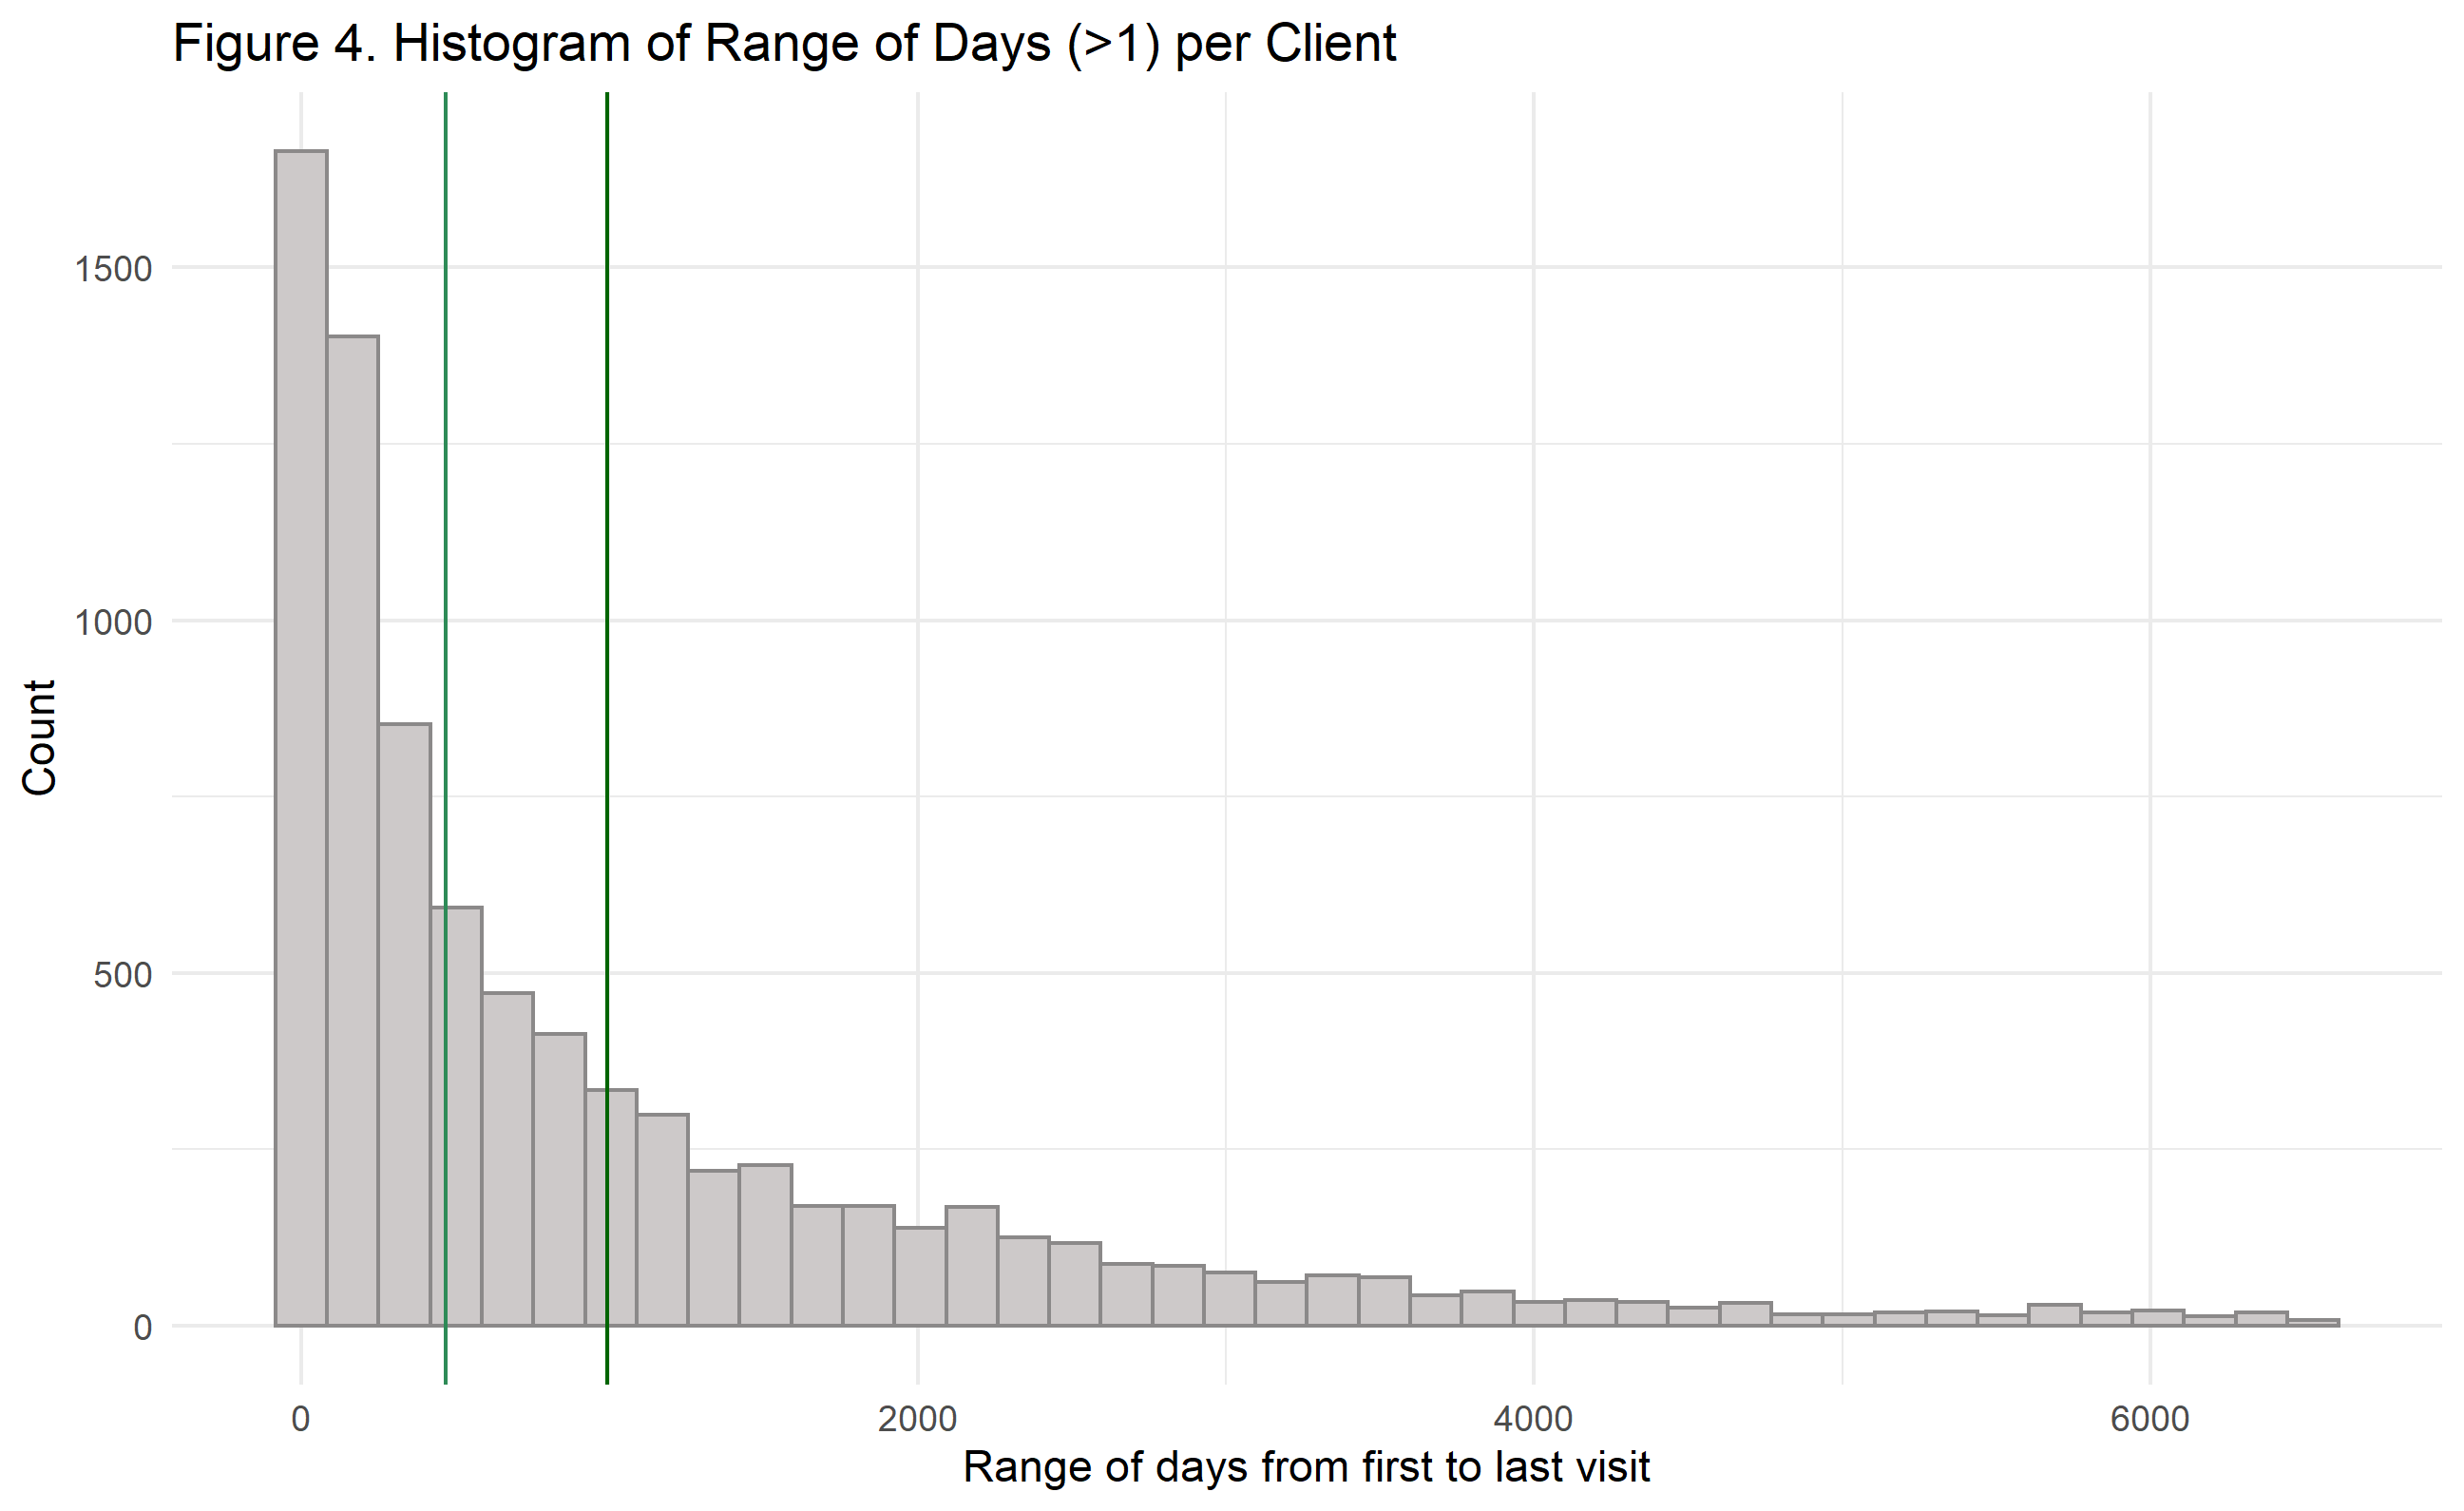 Figure 4. Histogram of Range of Days (>1) per Client
1500
1000
500
0
Count
0 2000 4000 6000
Range of days from first to last visit